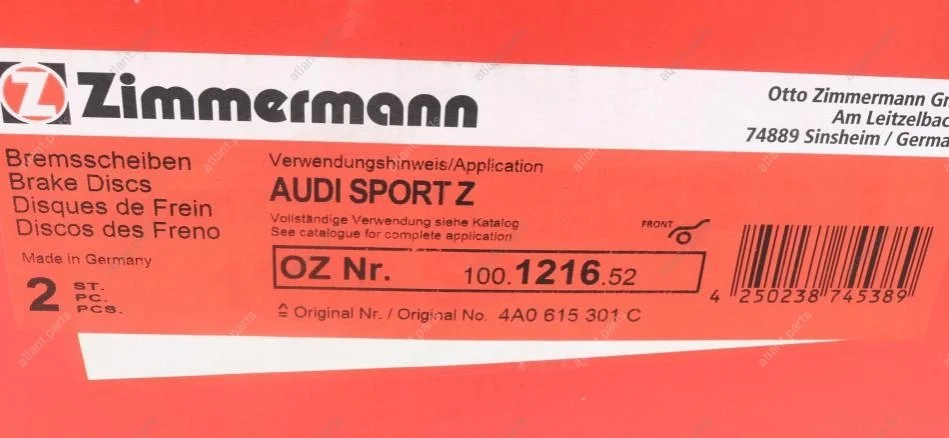 Z Zimmermann
Otto Zimmermann
Am Leitzelbac
74889 Sinsheim / Germa
Bremsscheiben
Brake Discs
Disques de Frein
Discos des Freno
Made in Germany
2 ST.
PC.
PCS.
Verwendungshinweis/Application
AUDI SPORT Z
Vollständige Verwendung siehe Katalog
See catalogue for complete application
FRONT
OZ Nr. 100.1216.52
≙ Original Nr. / Original No. 4A0 615 301 C
4 250238 745389
atlant.parts